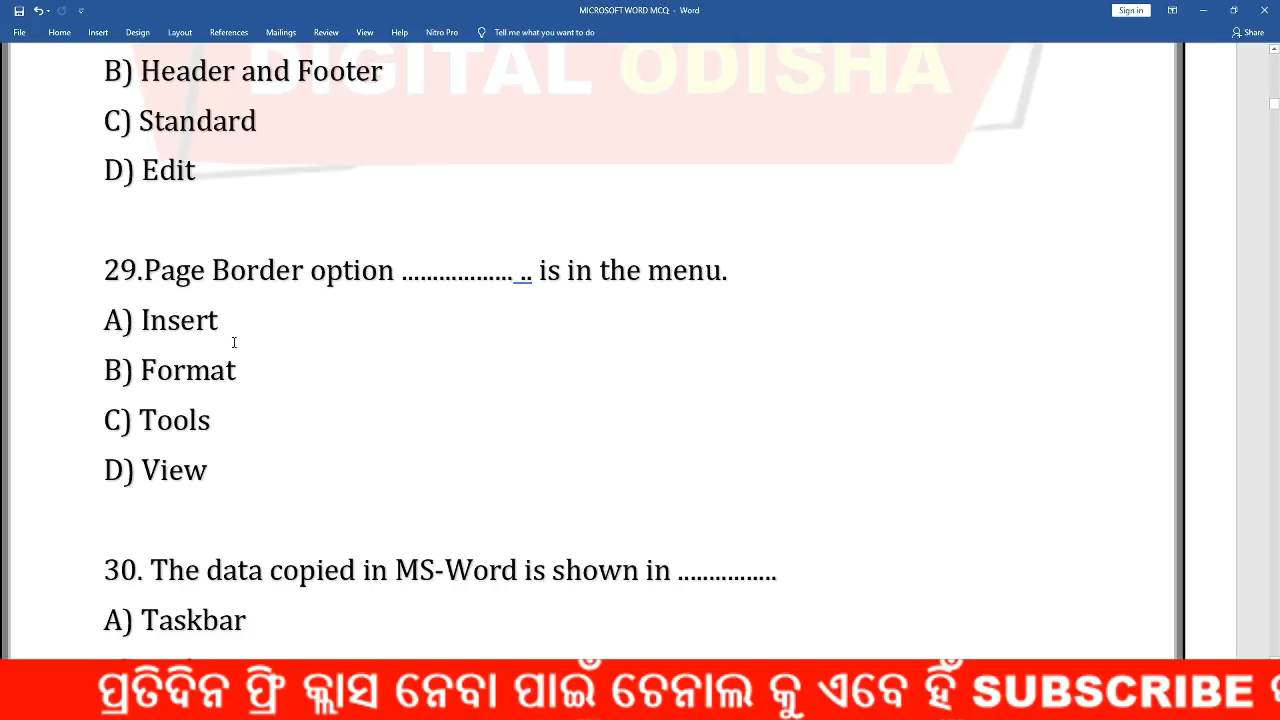 MICROSOFT WORD MCQ - Word
Sign in
File Home Insert Design Layout References Mailings Review View Help Nitro Pro Tell me what you want to do Share
DIGITAL ODISHA
B) Header and Footer
C) Standard
D) Edit
29.Page Border option .................. .. is in the menu.
A) Insert
B) Format
C) Tools
D) View
30. The data copied in MS-Word is shown in ................
A) Taskbar
ପ୍ରତିଦିନ ଫ୍ରି କ୍ଲାସ ନେବା ପାଇଁ ଚେନାଲ କୁ ଏବେ ହିଁ SUBSCRIBE